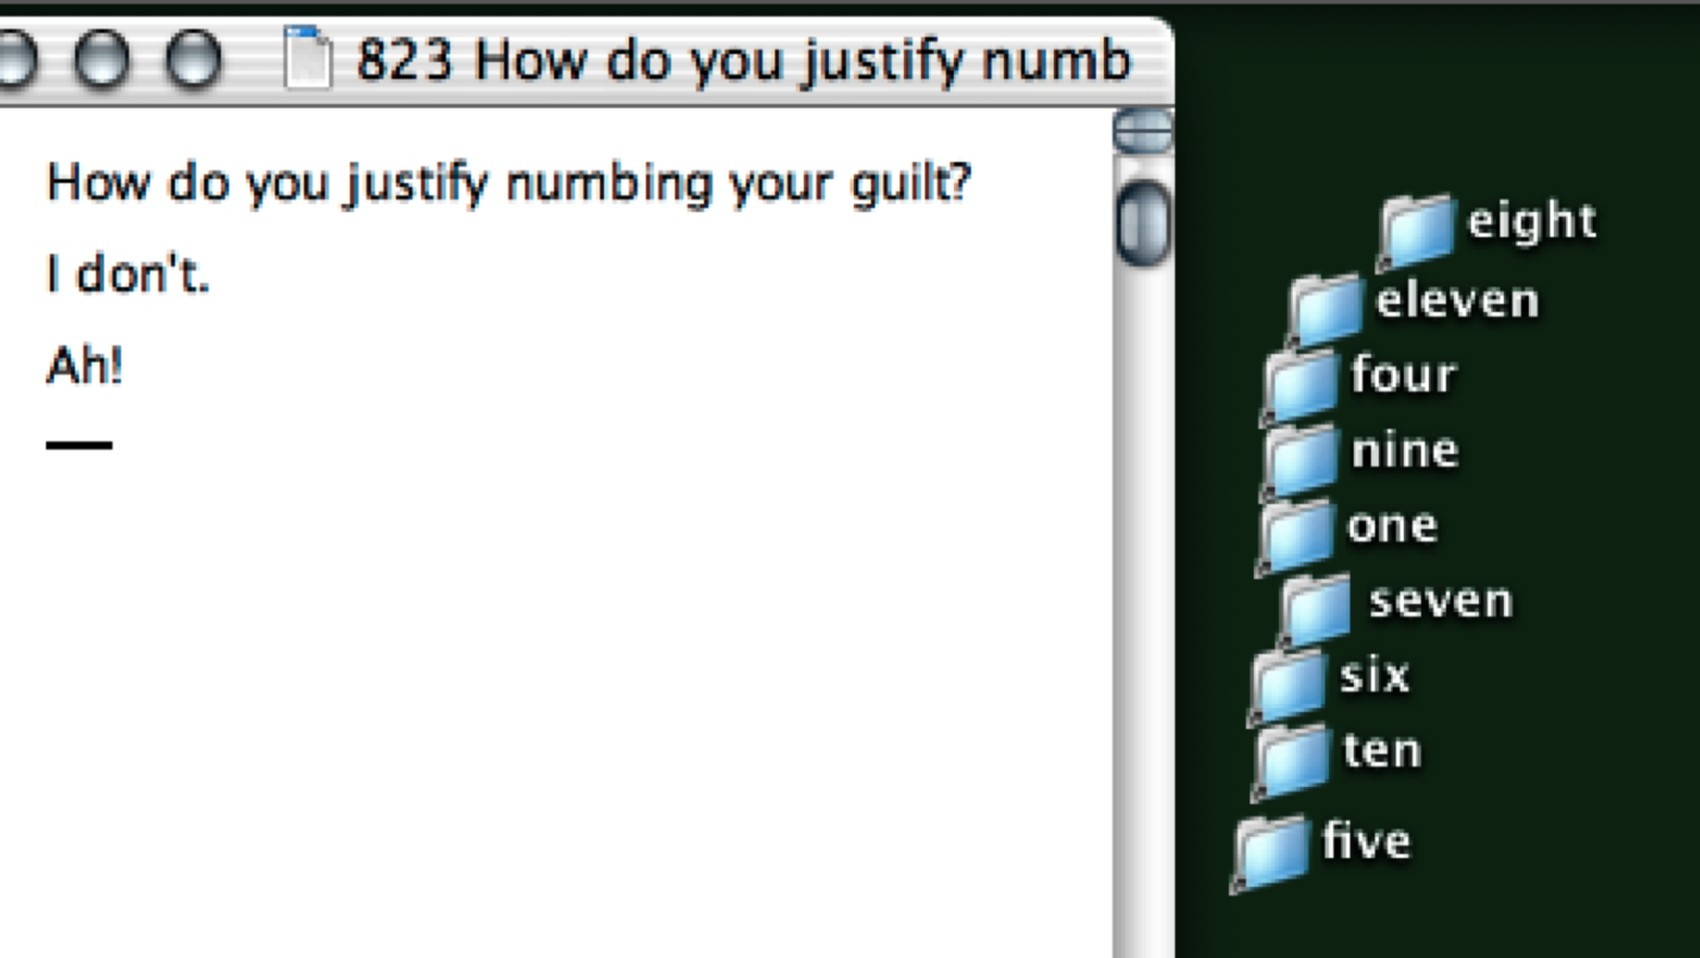 823 How do you justify numb
How do you justify numbing your guilt?
I don't.
Ah!
—
eight
eleven
four
nine
one
seven
six
ten
five